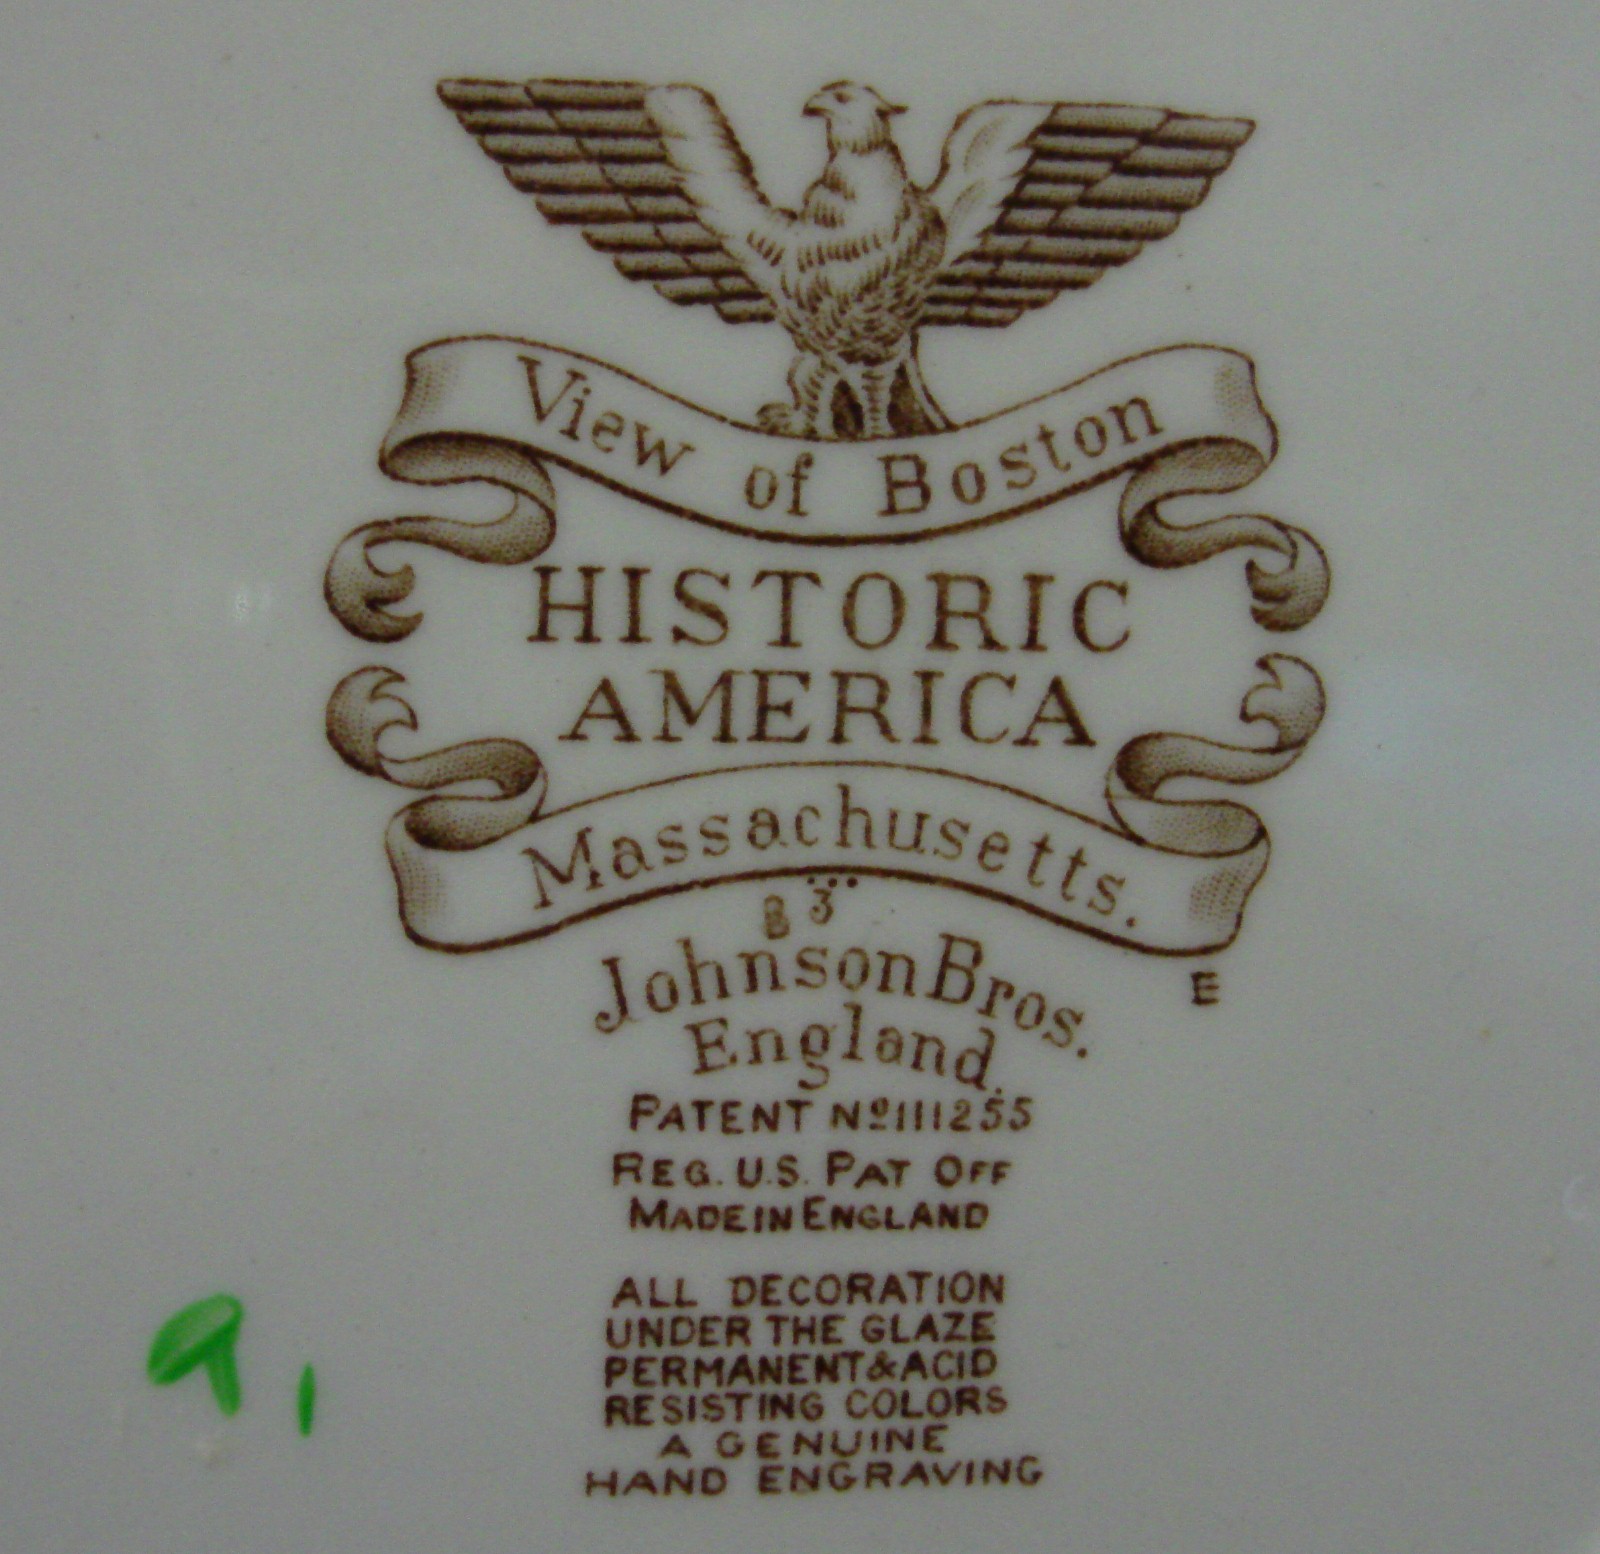 View of Boston
HISTORIC
AMERICA
Massachusetts.
B 3
Johnson Bros.
E
England.
PATENT Nº 111255
REG. U.S. PAT OFF
MADE IN ENGLAND
ALL DECORATION
UNDER THE GLAZE
PERMANENT & ACID
RESISTING COLORS
A GENUINE
HAND ENGRAVING